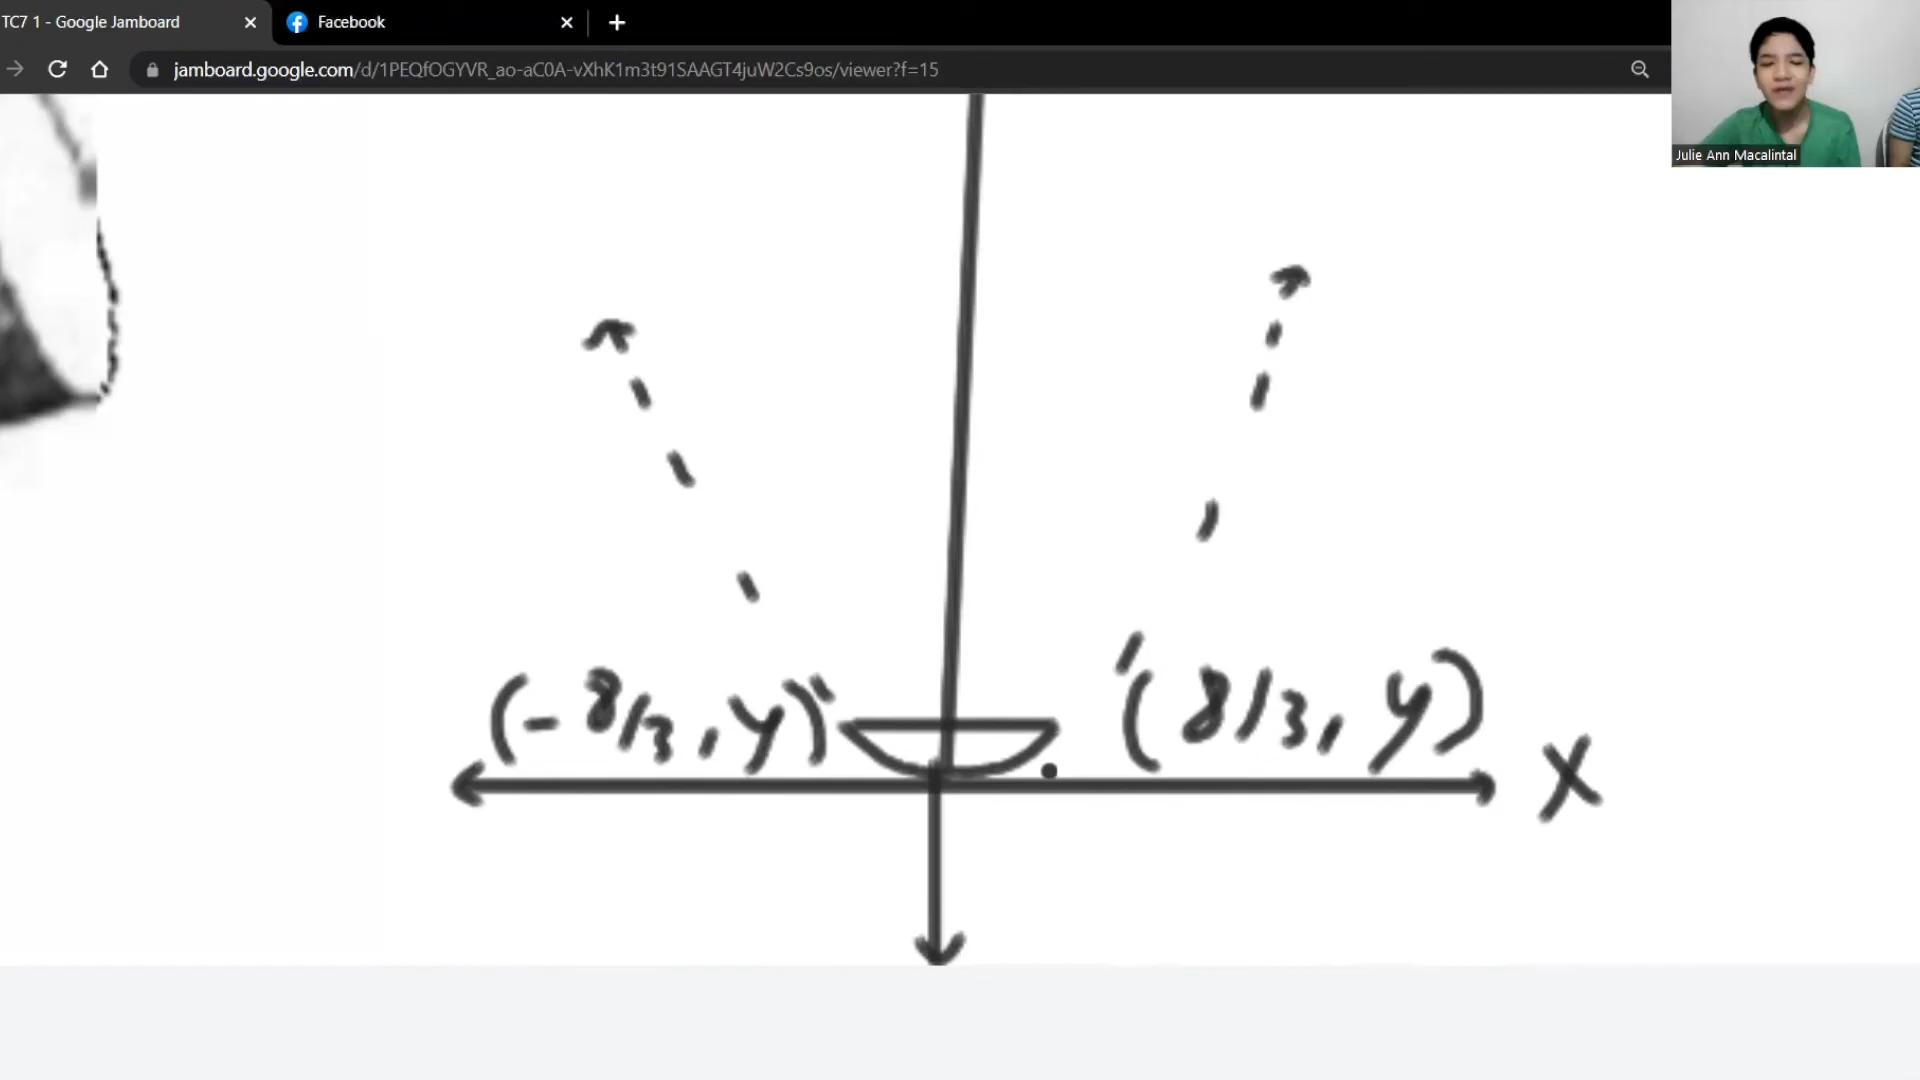 TC7 1 - Google Jamboard
Facebook
jamboard.google.com/d/1PEQfOGYVR_ao-aC0A-vXhK1m3t91SAAGT4juW2Cs9os/viewer?f=15
Julie Ann Macalintal
(-8/3, y)
(8/3, y)
X